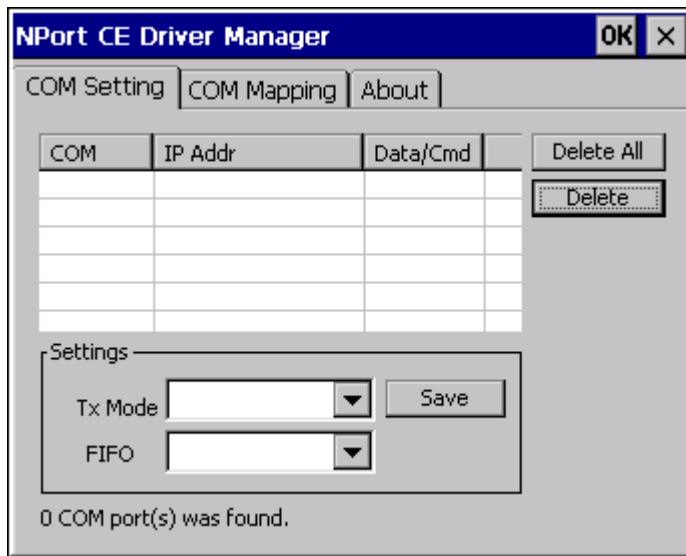 NPort CE Driver Manager OK ×
COM Setting COM Mapping About
COM IP Addr Data/Cmd Delete All
Delete
Settings
Tx Mode Save
FIFO
0 COM port(s) was found.